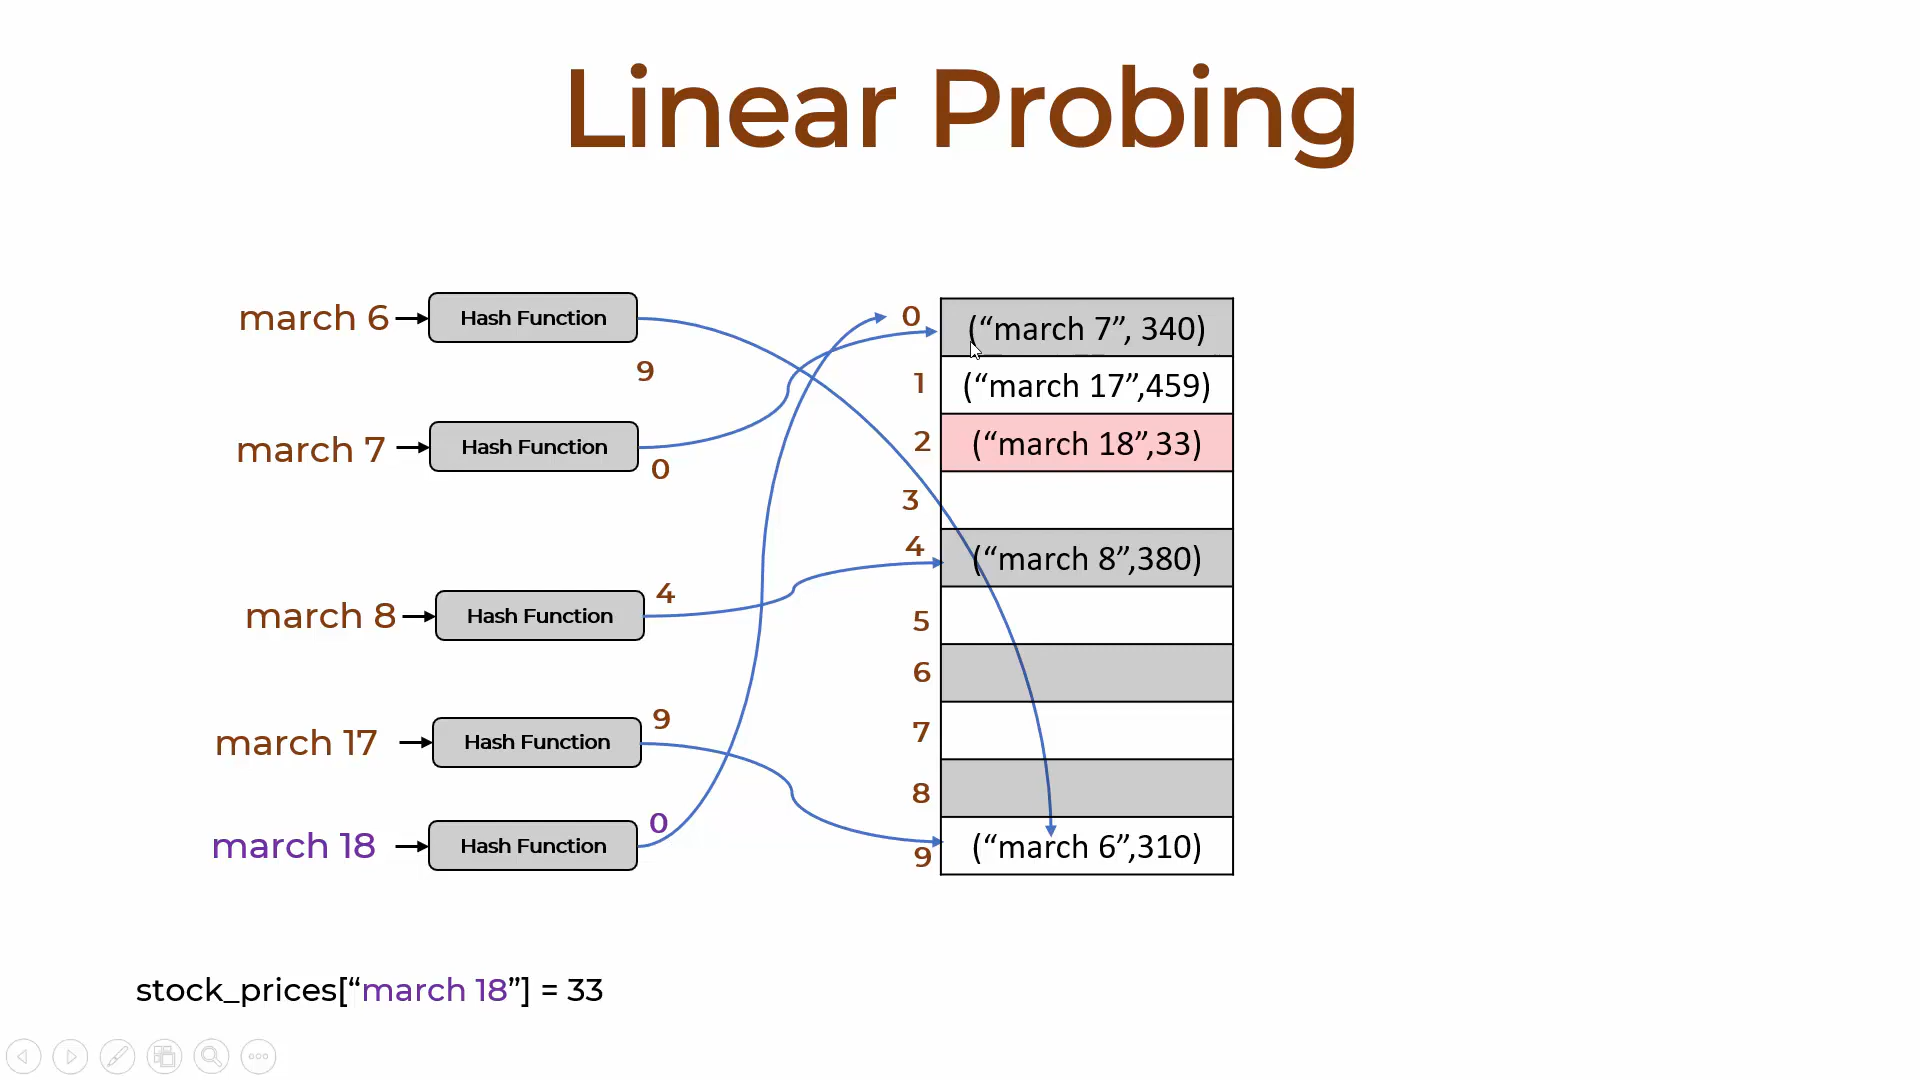 Linear Probing
march 6
Hash Function
9
march 7
Hash Function
0
march 8
Hash Function
4
march 17
Hash Function
9
march 18
Hash Function
0
0 (“march 7”, 340)
1 (“march 17”,459)
2 (“march 18”,33)
3
4 (“march 8”,380)
5
6
7
8
9 (“march 6”,310)
stock_prices[“march 18”] = 33